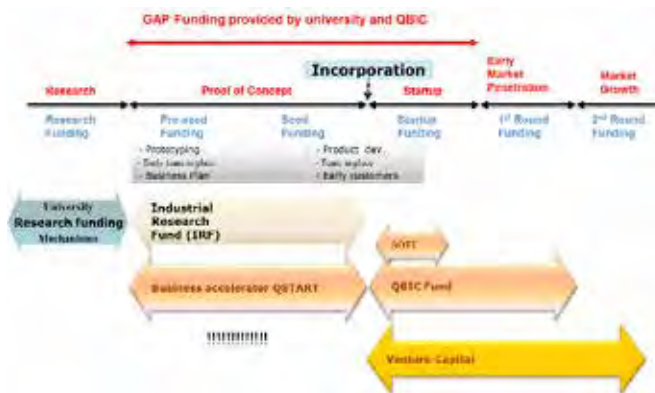 GAP Funding provided by university and QBIC
Incorporation
Early
Market
Penetration
Market
Growth
Research
Proof of Concept
Startup
Research
Funding
Pre-seed
Funding
Seed
Funding
Startup
Funding
1st Round
Funding
2nd Round
Funding
- Prototyping
- Business Plan
- Product dev.
- Early customers
University
Research funding
Mechanisms
Industrial
Research
Fund (IRF)
Business accelerator QSTART
QBIC Fund
!!!!!!!!!!!!!
Venture Capital